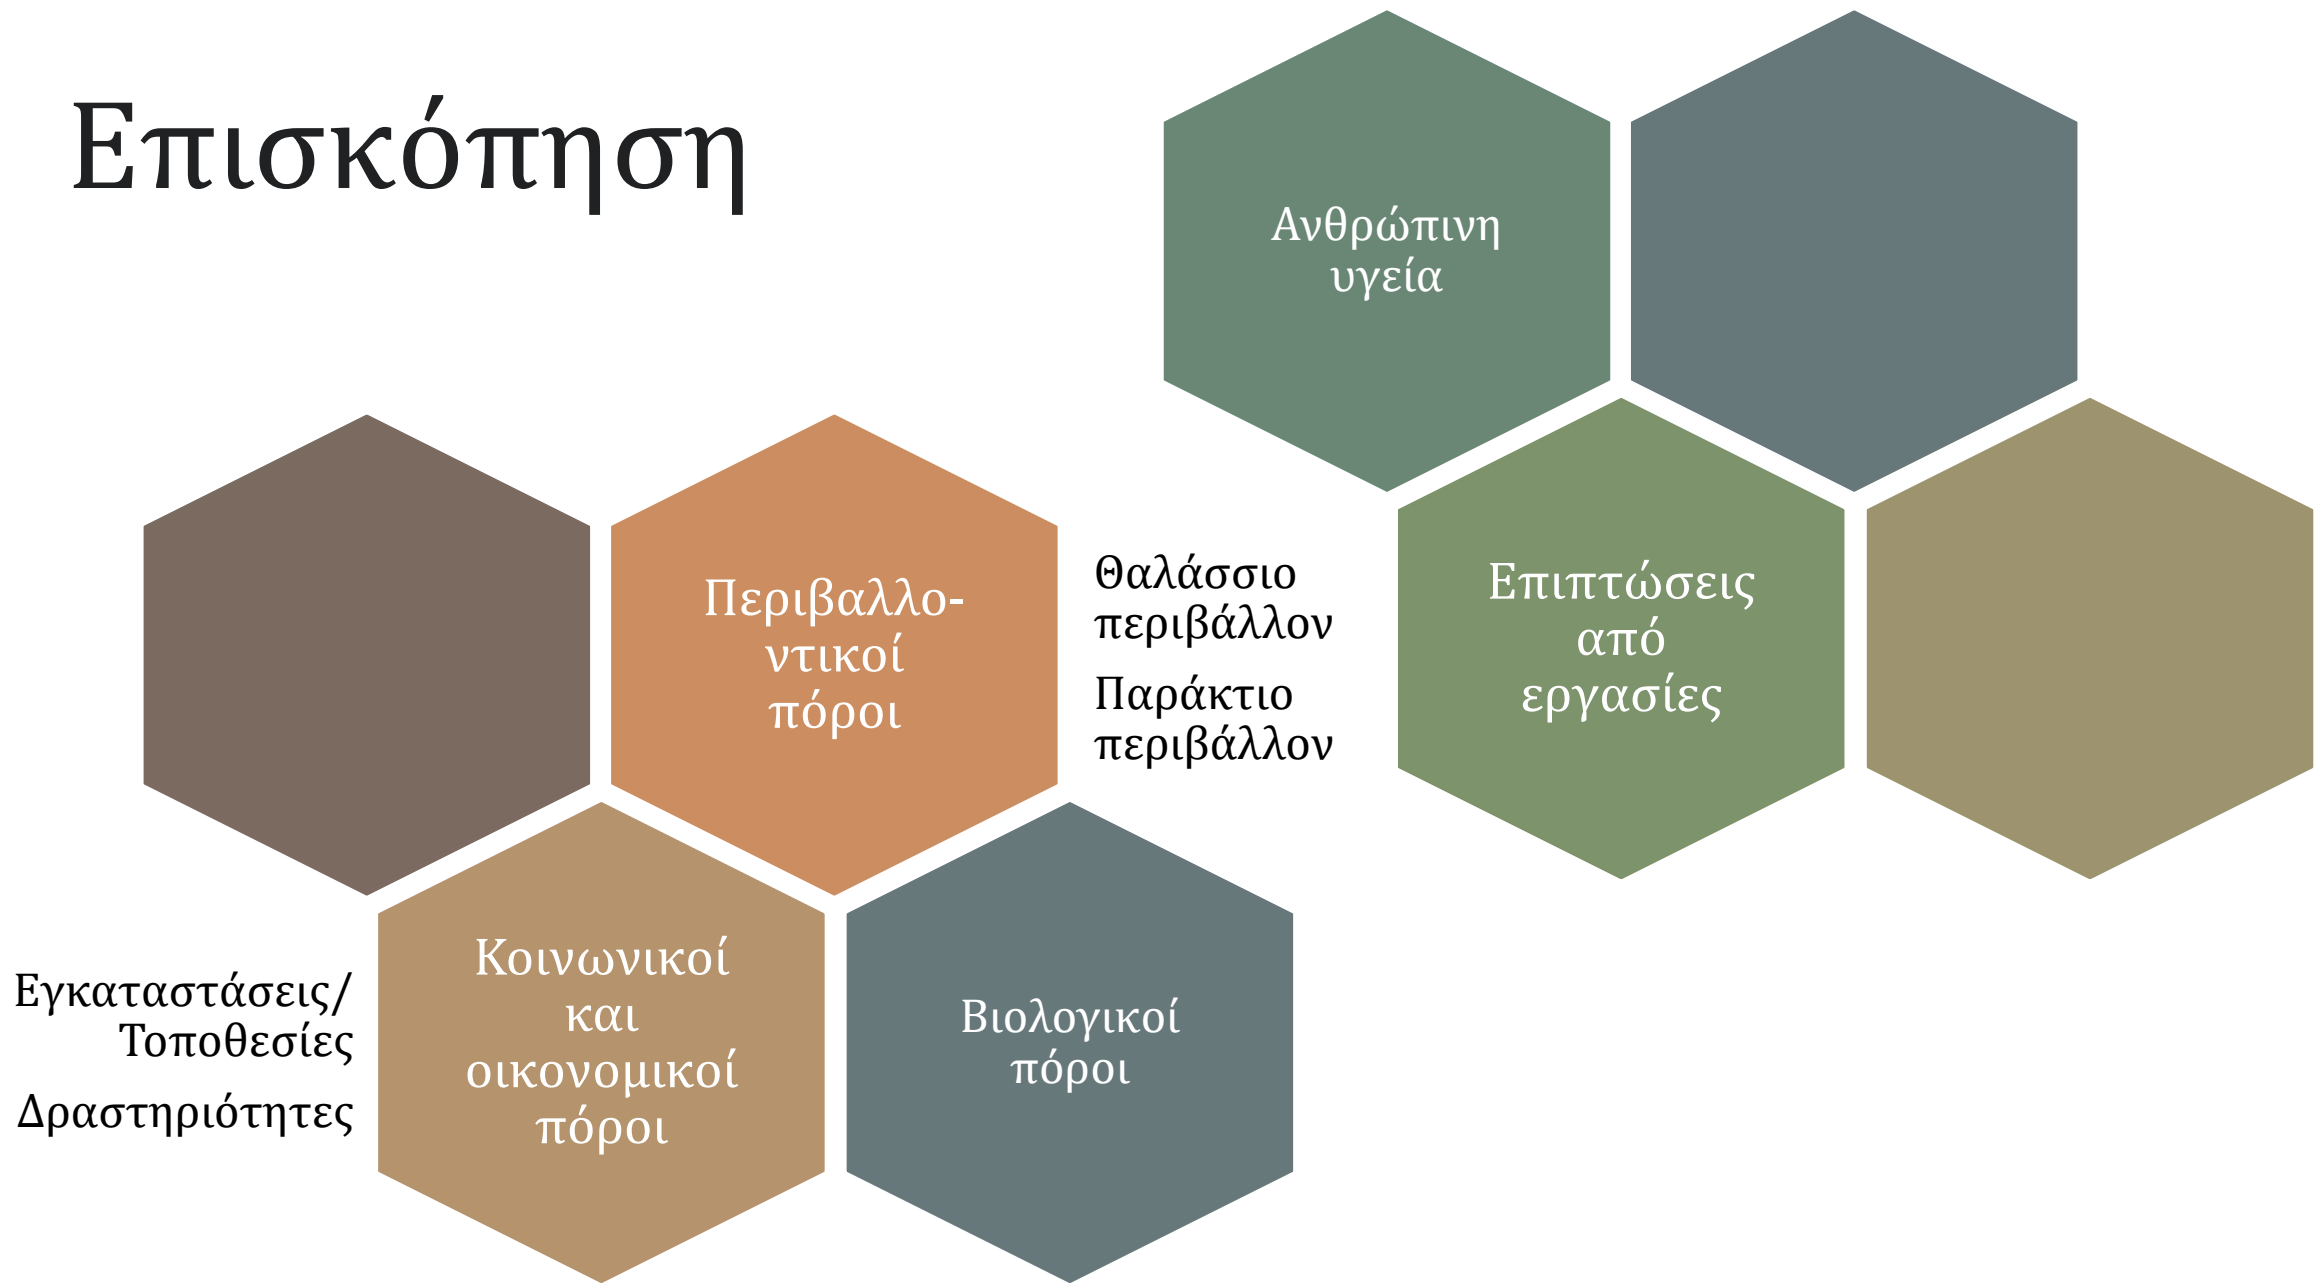 Επισκόπηση
Ανθρώπινη
υγεία
Περιβαλλο-
ντικοί
πόροι
Θαλάσσιο
περιβάλλον
Παράκτιο
περιβάλλον
Επιπτώσεις
από
εργασίες
Εγκαταστάσεις/
Τοποθεσίες
Δραστηριότητες
Κοινωνικοί
και
οικονομικοί
πόροι
Βιολογικοί
πόροι